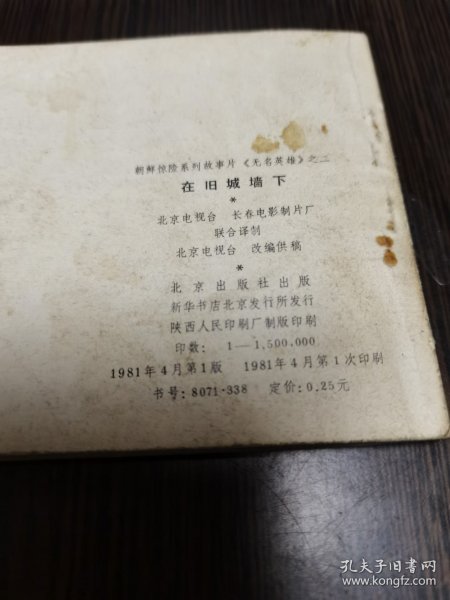 朝鲜惊险系列故事片《无名英雄》之二
在旧城墙下
*
北京电视台 长春电影制片厂
联合译制
北京电视台 改编供稿
*
北京出版社出版
新华书店北京发行所发行
陕西人民印刷厂制版印刷
印数: 1—1,500,000
1981年4月第1版 1981年4月第1次印刷
书号: 8071·338 定价: 0.25元
孔夫子旧书网
www.kongfz.com